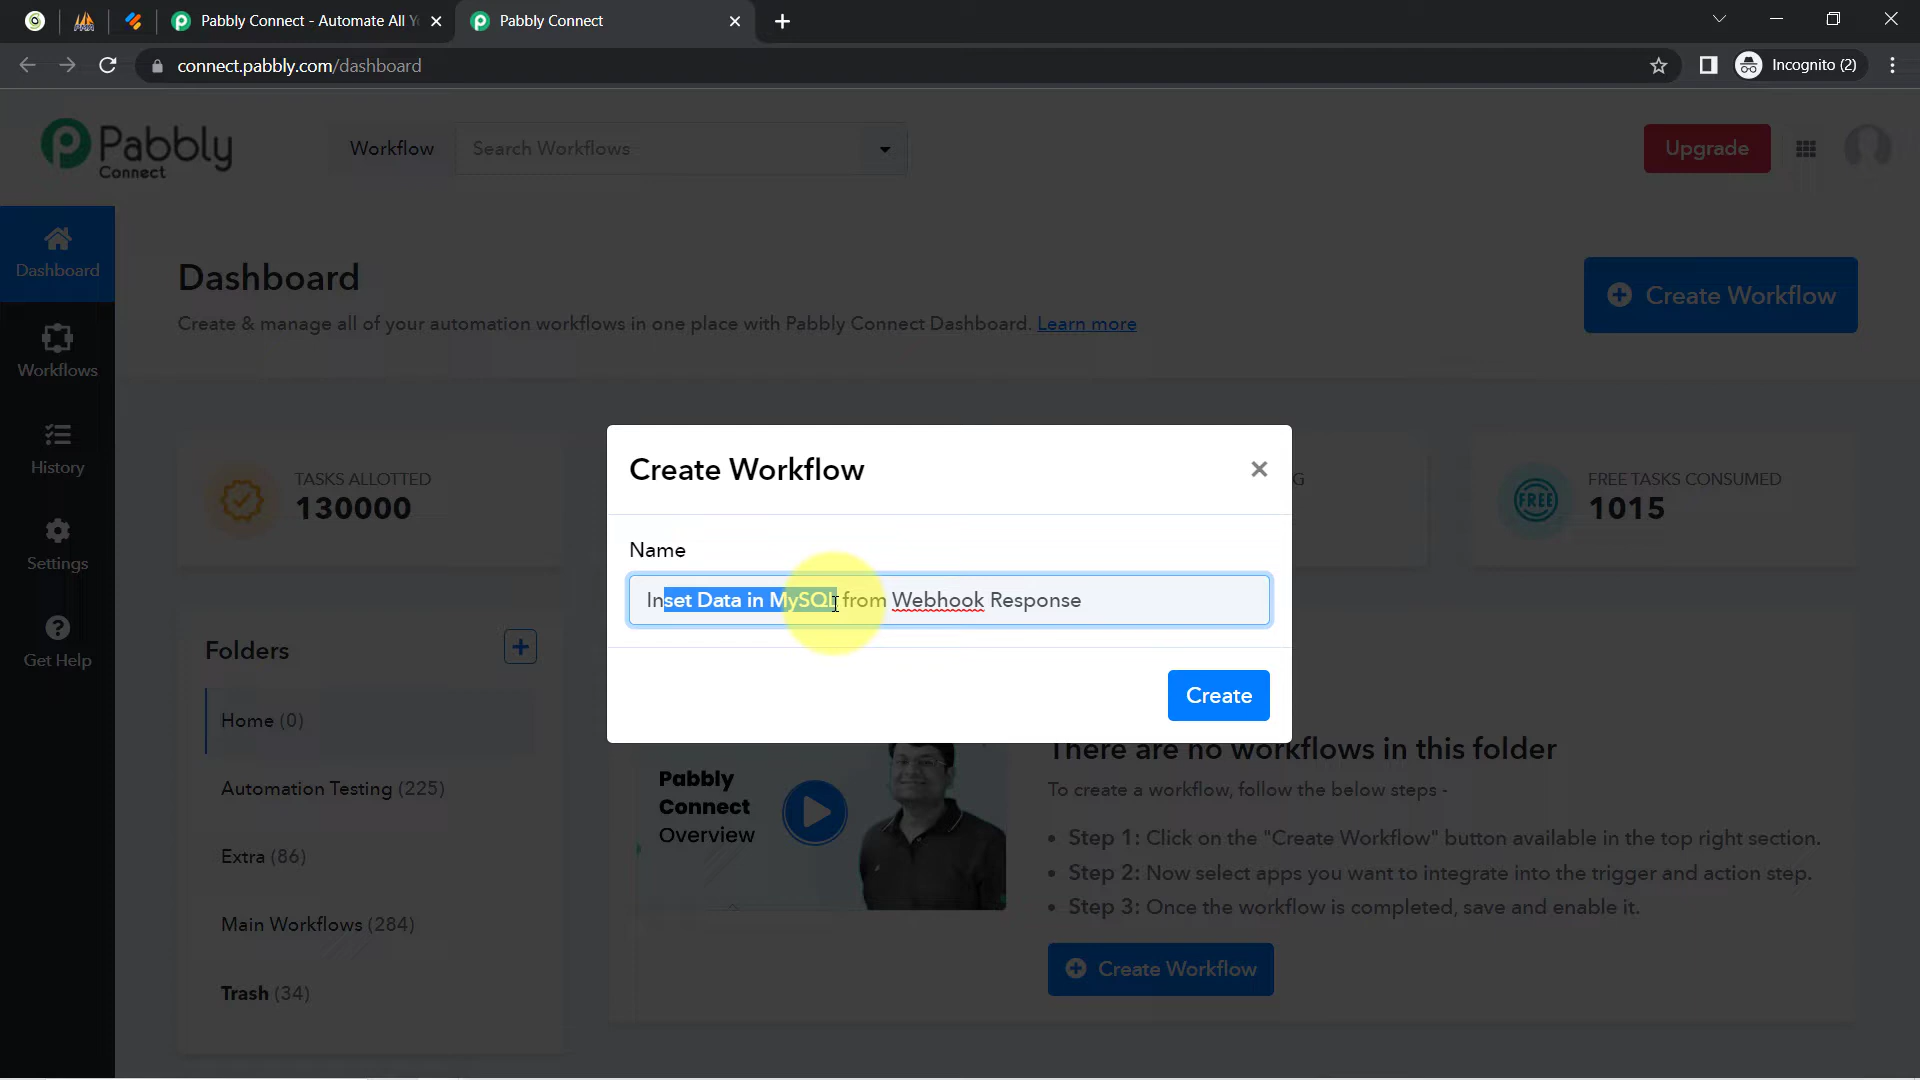 Pabbly Connect - Automate All Y
Pabbly Connect
connect.pabbly.com/dashboard
Incognito (2)
Pabbly
Connect
Workflow
Search Workflows
Upgrade
Dashboard
Workflows
History
Settings
Get Help
Dashboard
Create & manage all of your automation workflows in one place with Pabbly Connect Dashboard. Learn more
Create Workflow
TASKS ALLOTTED
130000
G
FREE TASKS CONSUMED
1015
FREE
Create Workflow
Name
Inset Data in MySQL from Webhook Response
Create
Folders
Home (0)
Automation Testing (225)
Extra (86)
Main Workflows (284)
Trash (34)
Pabbly
Connect
Overview
There are no workflows in this folder
To create a workflow, follow the below steps -
Step 1: Click on the "Create Workflow" button available in the top right section.
Step 2: Now select apps you want to integrate into the trigger and action step.
Step 3: Once the workflow is completed, save and enable it.
Create Workflow